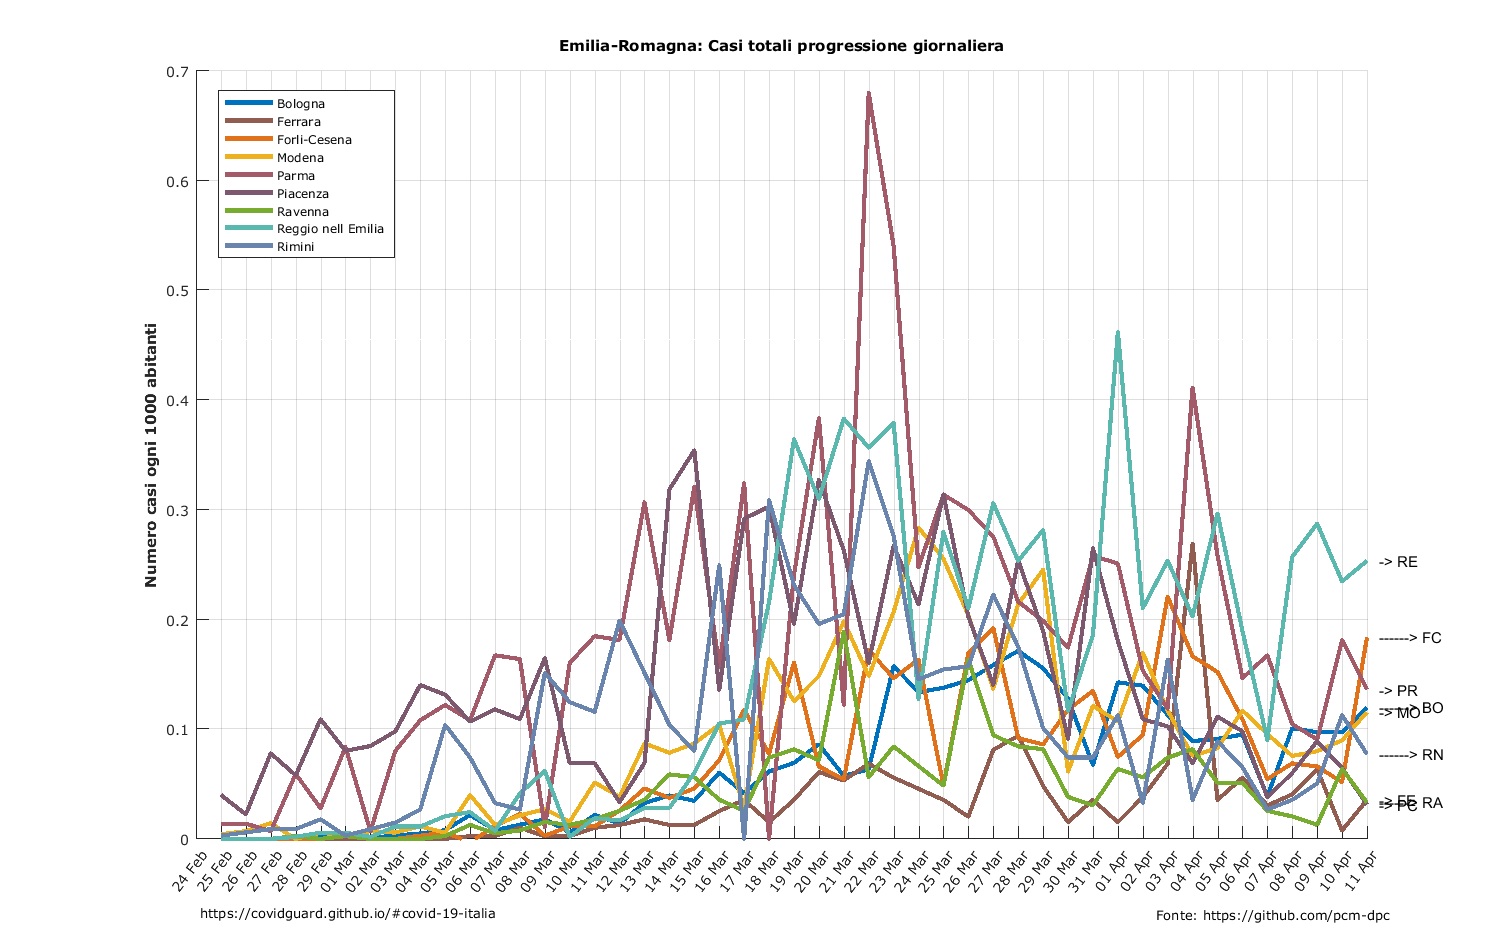 Emilia-Romagna: Casi totali progressione giornaliera
Numero casi ogni 1000 abitanti
0.7
0.6
0.5
0.4
0.3
0.2
0.1
0
Bologna
Ferrara
Forli-Cesena
Modena
Parma
Piacenza
Ravenna
Reggio nell Emilia
Rimini
-> RE
------> FC
-> PR
------> BO
-> MO
------> RN
-> FE
------> RA
-> PC
24 Feb
25 Feb
26 Feb
27 Feb
28 Feb
29 Feb
01 Mar
02 Mar
03 Mar
04 Mar
05 Mar
06 Mar
07 Mar
08 Mar
09 Mar
10 Mar
11 Mar
12 Mar
13 Mar
14 Mar
15 Mar
16 Mar
17 Mar
18 Mar
19 Mar
20 Mar
21 Mar
22 Mar
23 Mar
24 Mar
25 Mar
26 Mar
27 Mar
28 Mar
29 Mar
30 Mar
31 Mar
01 Apr
02 Apr
03 Apr
04 Apr
05 Apr
06 Apr
07 Apr
08 Apr
09 Apr
10 Apr
11 Apr
https://covidguard.github.io/#covid-19-italia
Fonte: https://github.com/pcm-dpc